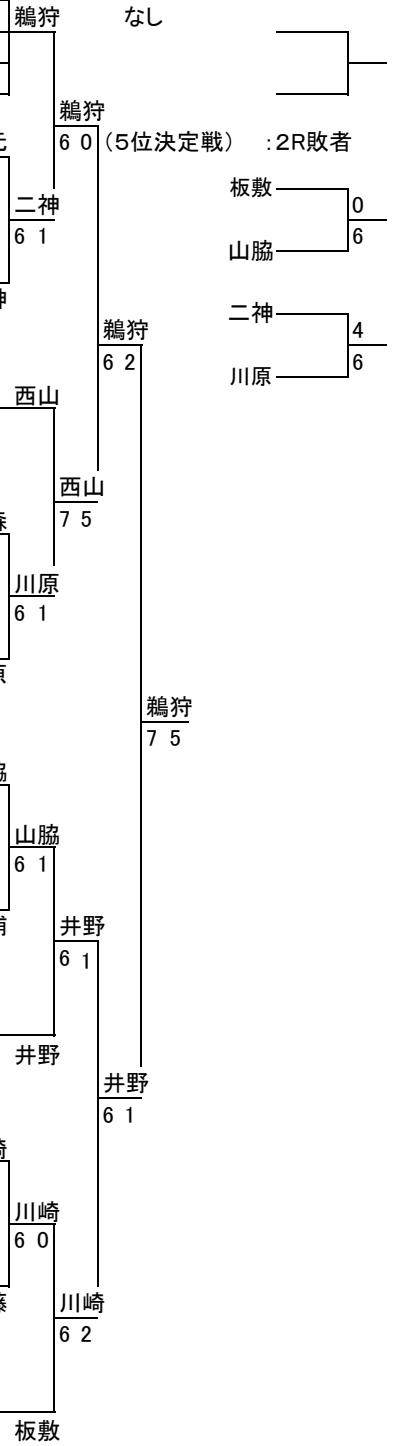 鵜狩 なし
鵜狩
6 0 (5位決定戦) :2R敗者
板敷
二神 0
6 1 6
山脇
二神
鵜狩 4
6 2 6
川原
西山
西山
7 5
川原
6 1
鵜狩
7 5
山脇
6 1
井野
6 1
井野
井野
6 1
川崎
6 0
川崎
6 2
板敷